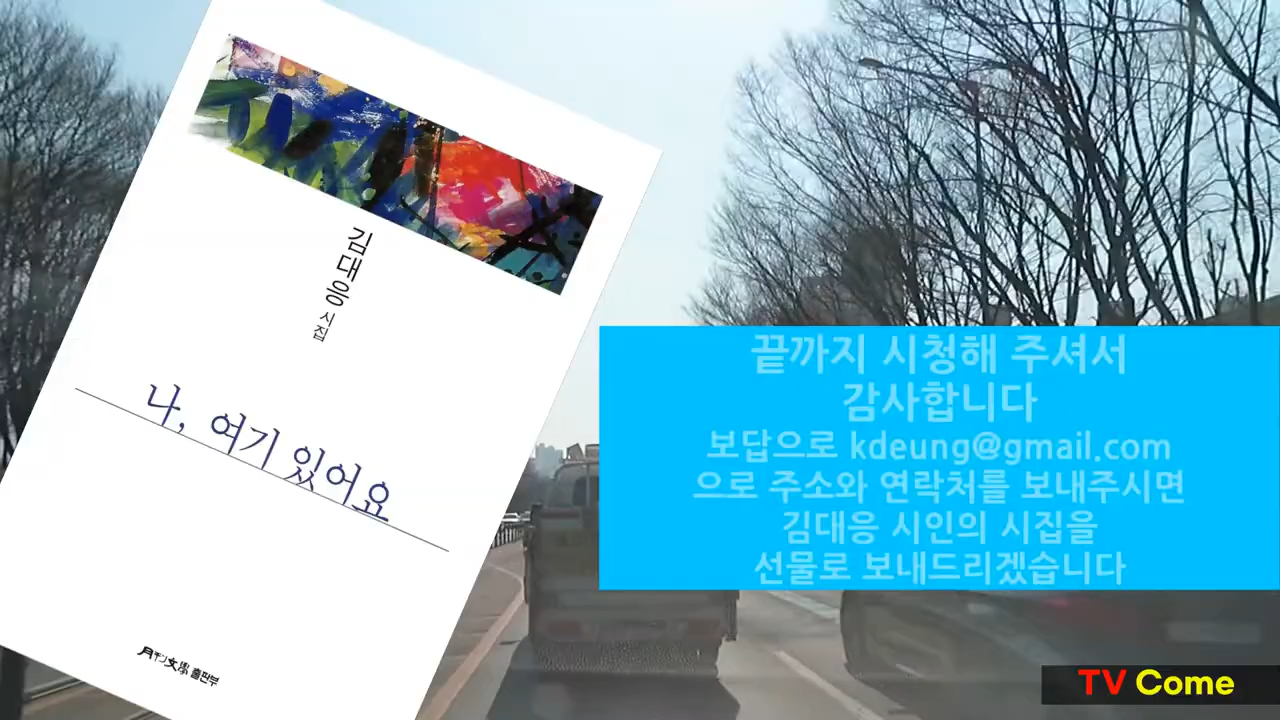 김대응 시집
나, 여기 있어요
月刊文學 출판부
끝까지 시청해 주셔서
감사합니다
보답으로 kdeung@gmail.com
으로 주소와 연락처를 보내주시면
김대응 시인의 시집을
선물로 보내드리겠습니다
TV Come